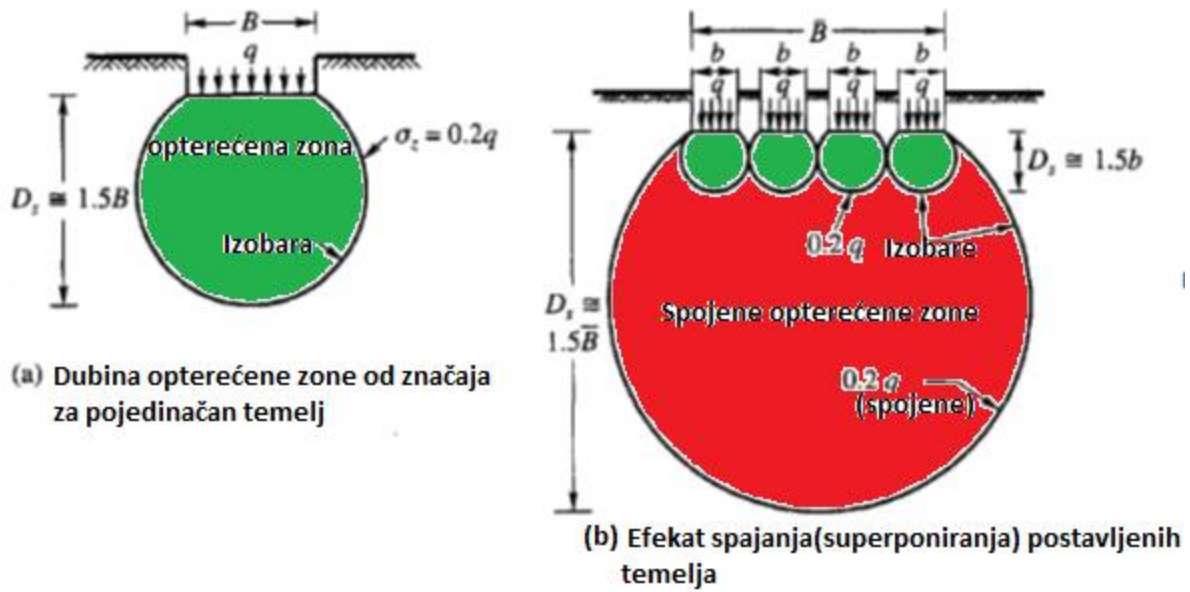 B
q
opterećena zona
σz = 0.2q
Ds ≅ 1.5B
Izobara
(a) Dubina opterećene zone od značaja
za pojedinačan temelj
B̅
b b b b
q q q q
Ds ≅ 1.5b
0.2 q Izobare
Ds ≅
1.5B̅
Spojene opterećene zone
0.2 q
(spojene)
(b) Efekat spajanja(superponiranja) postavljenih
temelja